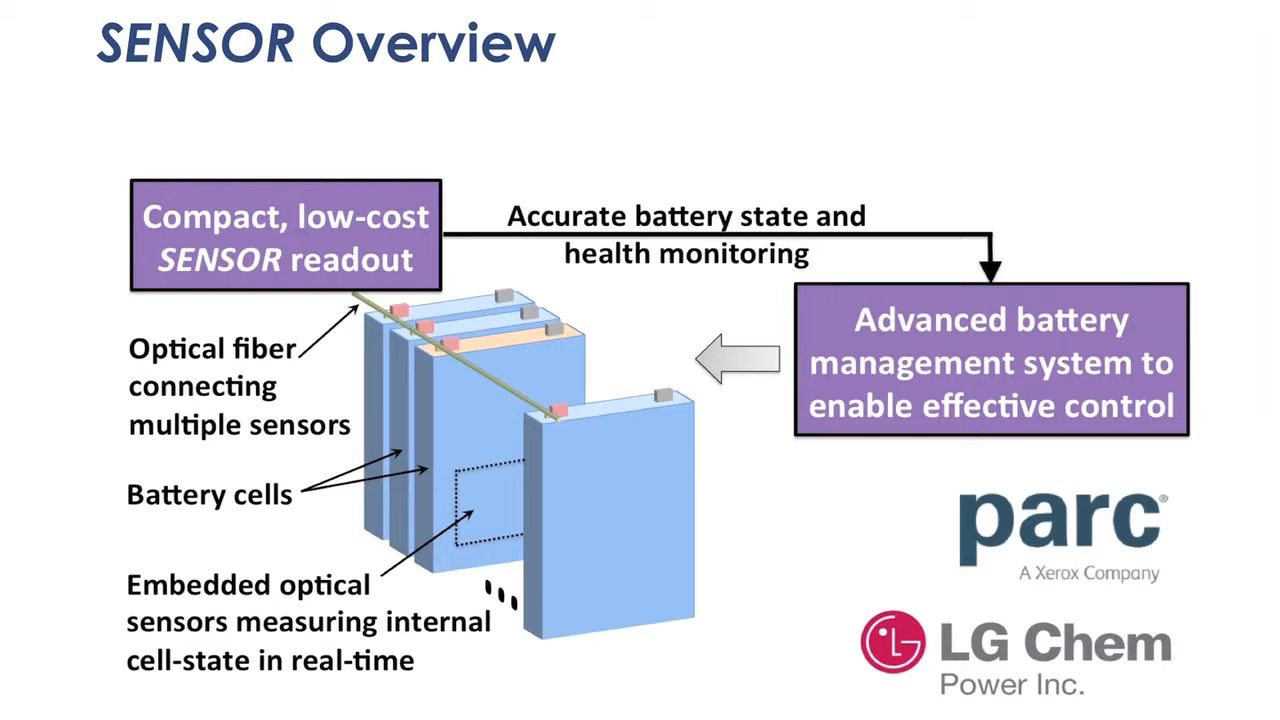 SENSOR Overview
Compact, low-cost
SENSOR readout
Accurate battery state and
health monitoring
Advanced battery
management system to
enable effective control
Optical fiber
connecting
multiple sensors
Battery cells
Embedded optical
sensors measuring internal
cell-state in real-time
parc®
A Xerox Company
LG Chem
Power Inc.